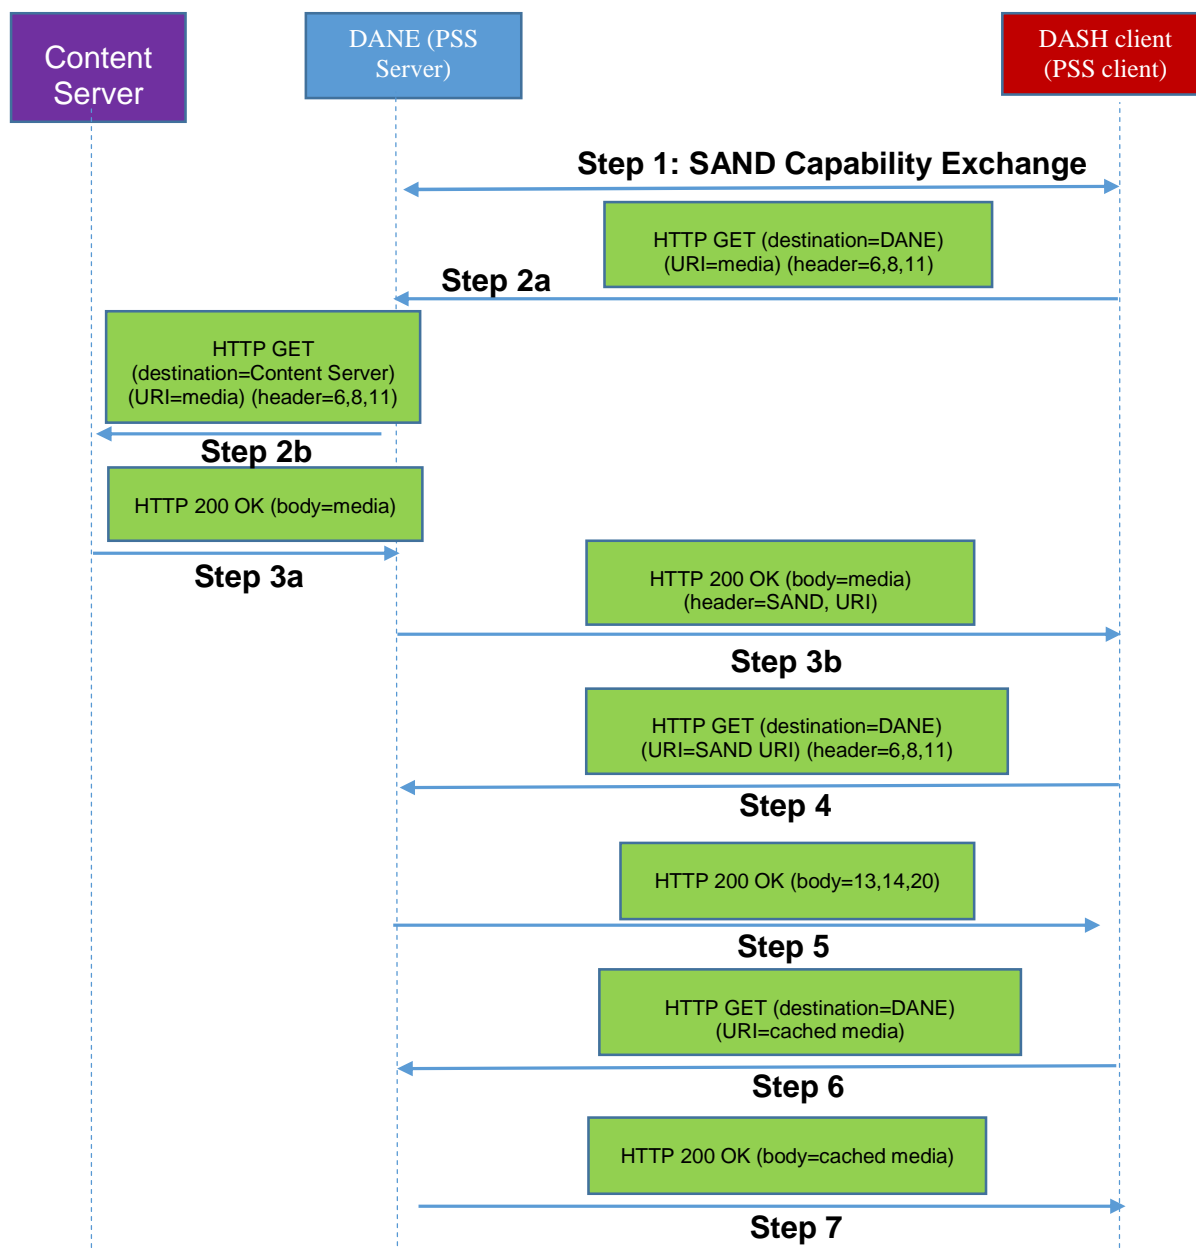 Content
Server
DANE (PSS
Server)
DASH client
(PSS client)
Step 1: SAND Capability Exchange
HTTP GET (destination=DANE)
(URI=media) (header=6,8,11)
Step 2a
HTTP GET
(destination=Content Server)
(URI=media) (header=6,8,11)
Step 2b
HTTP 200 OK (body=media)
Step 3a
HTTP 200 OK (body=media)
(header=SAND, URI)
Step 3b
HTTP GET (destination=DANE)
(URI=SAND URI) (header=6,8,11)
Step 4
HTTP 200 OK (body=13,14,20)
Step 5
HTTP GET (destination=DANE)
(URI=cached media)
Step 6
HTTP 200 OK (body=cached media)
Step 7